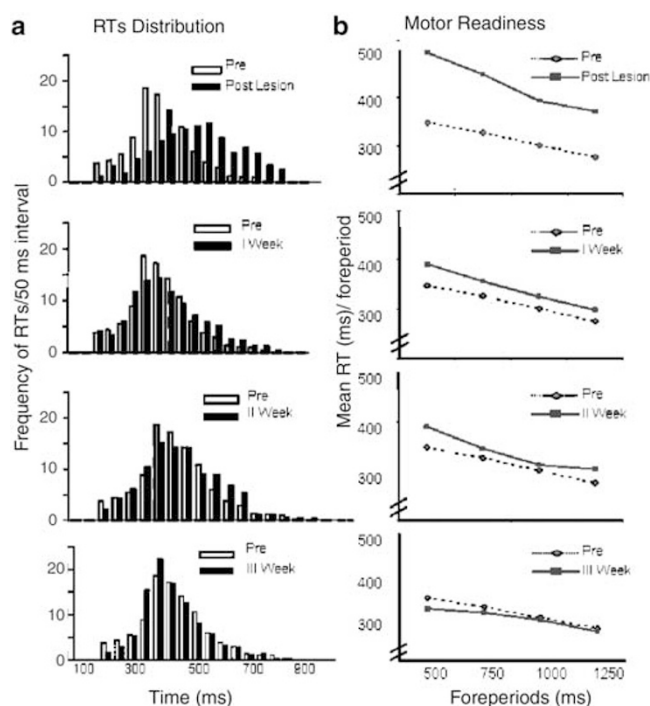 a RTs Distribution
b Motor Readiness
Frequency of RTs/50 ms interval
20
10
0
Pre
Post Lesion
20
10
0
Pre
I Week
20
10
0
Pre
II Week
20
10
0
Pre
III Week
100 300 500 700 900
Time (ms)
Mean RT (ms)/ foreperiod
500
400
300
Pre
Post Lesion
500
400
300
Pre
I Week
500
400
300
Pre
II Week
500
400
300
Pre
III Week
500 750 1000 1250
Foreperiods (ms)